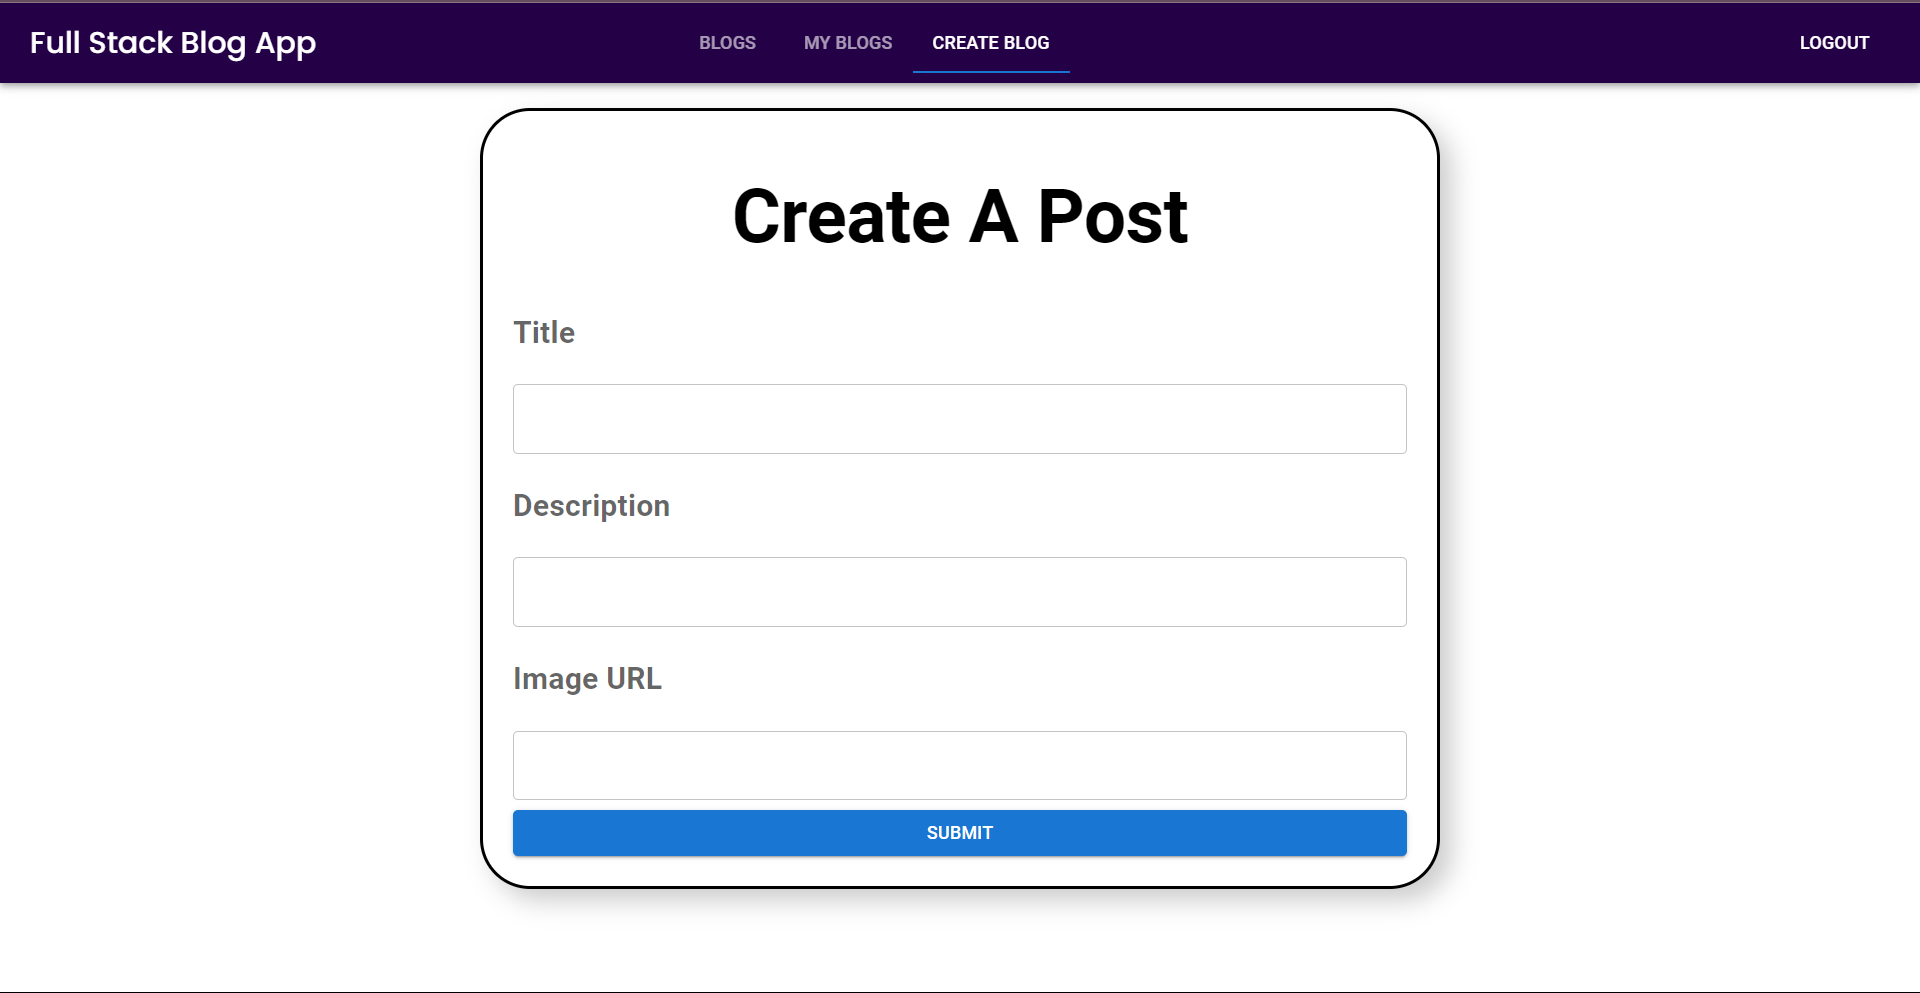 Full Stack Blog App BLOGS MY BLOGS CREATE BLOG LOGOUT
Create A Post
Title
Description
Image URL
SUBMIT